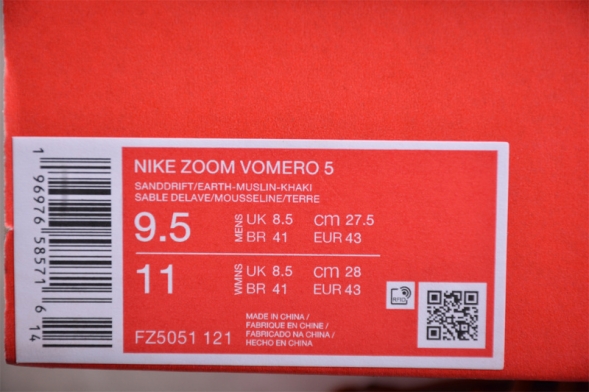 NIKE ZOOM VOMERO 5
SANDDRIFT/EARTH-MUSLIN-KHAKI
SABLE DELAVE/MOUSSELINE/TERRE
9.5 MENS UK 8.5 cm 27.5
BR 41 EUR 43
11 WMNS UK 8.5 cm 28
BR 41 EUR 43
RFID
FZ5051 121
MADE IN CHINA /
FABRIQUE EN CHINE /
FABRICADO NA CHINA /
HECHO EN CHINA
1 96976 58571 6 14